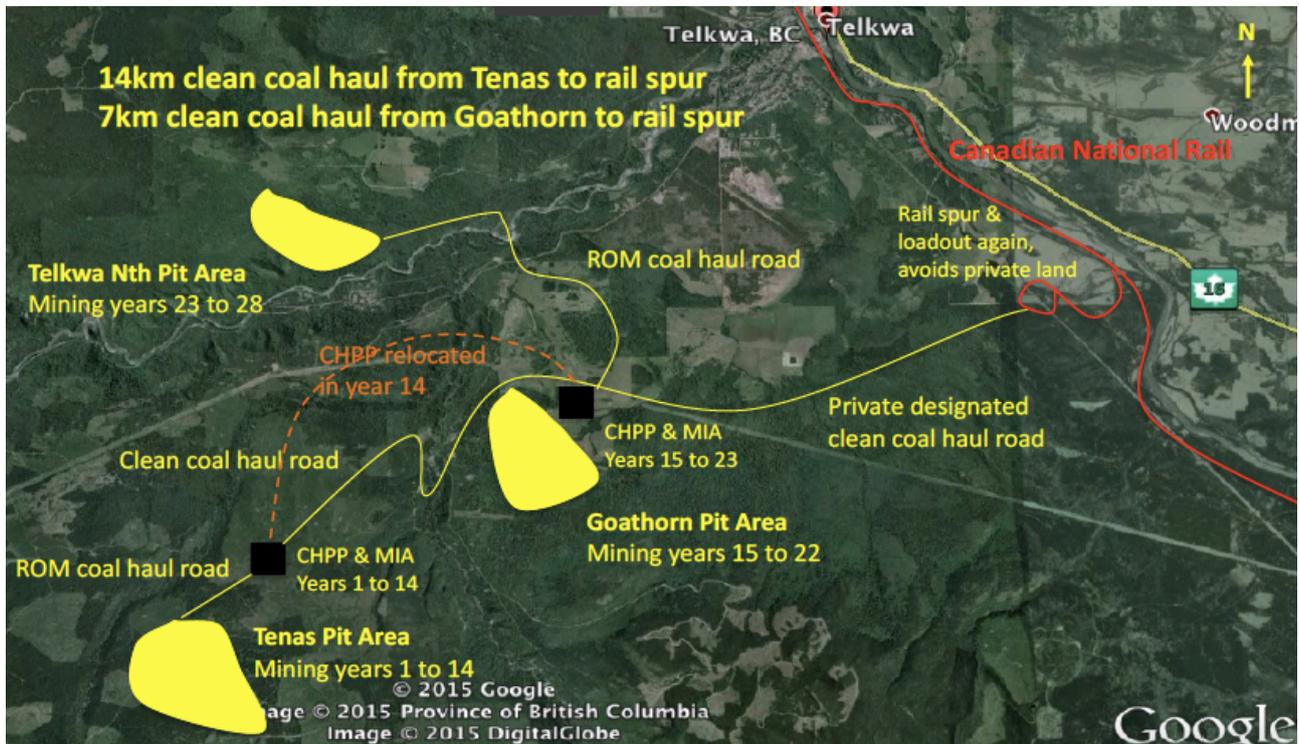 Telkwa, BC
Telkwa
N
14km clean coal haul from Tenas to rail spur
7km clean coal haul from Goathorn to rail spur
Woodm
Canadian National Rail
Rail spur &
loadout again,
avoids private land
ROM coal haul road
Telkwa Nth Pit Area
Mining years 23 to 28
16
CHPP relocated
in year 14
Private designated
clean coal haul road
CHPP & MIA
Years 15 to 23
Clean coal haul road
Goathorn Pit Area
Mining years 15 to 22
CHPP & MIA
Years 1 to 14
ROM coal haul road
Tenas Pit Area
Mining years 1 to 14
© 2015 Google
age © 2015 Province of British Columbia
Image © 2015 DigitalGlobe
Google